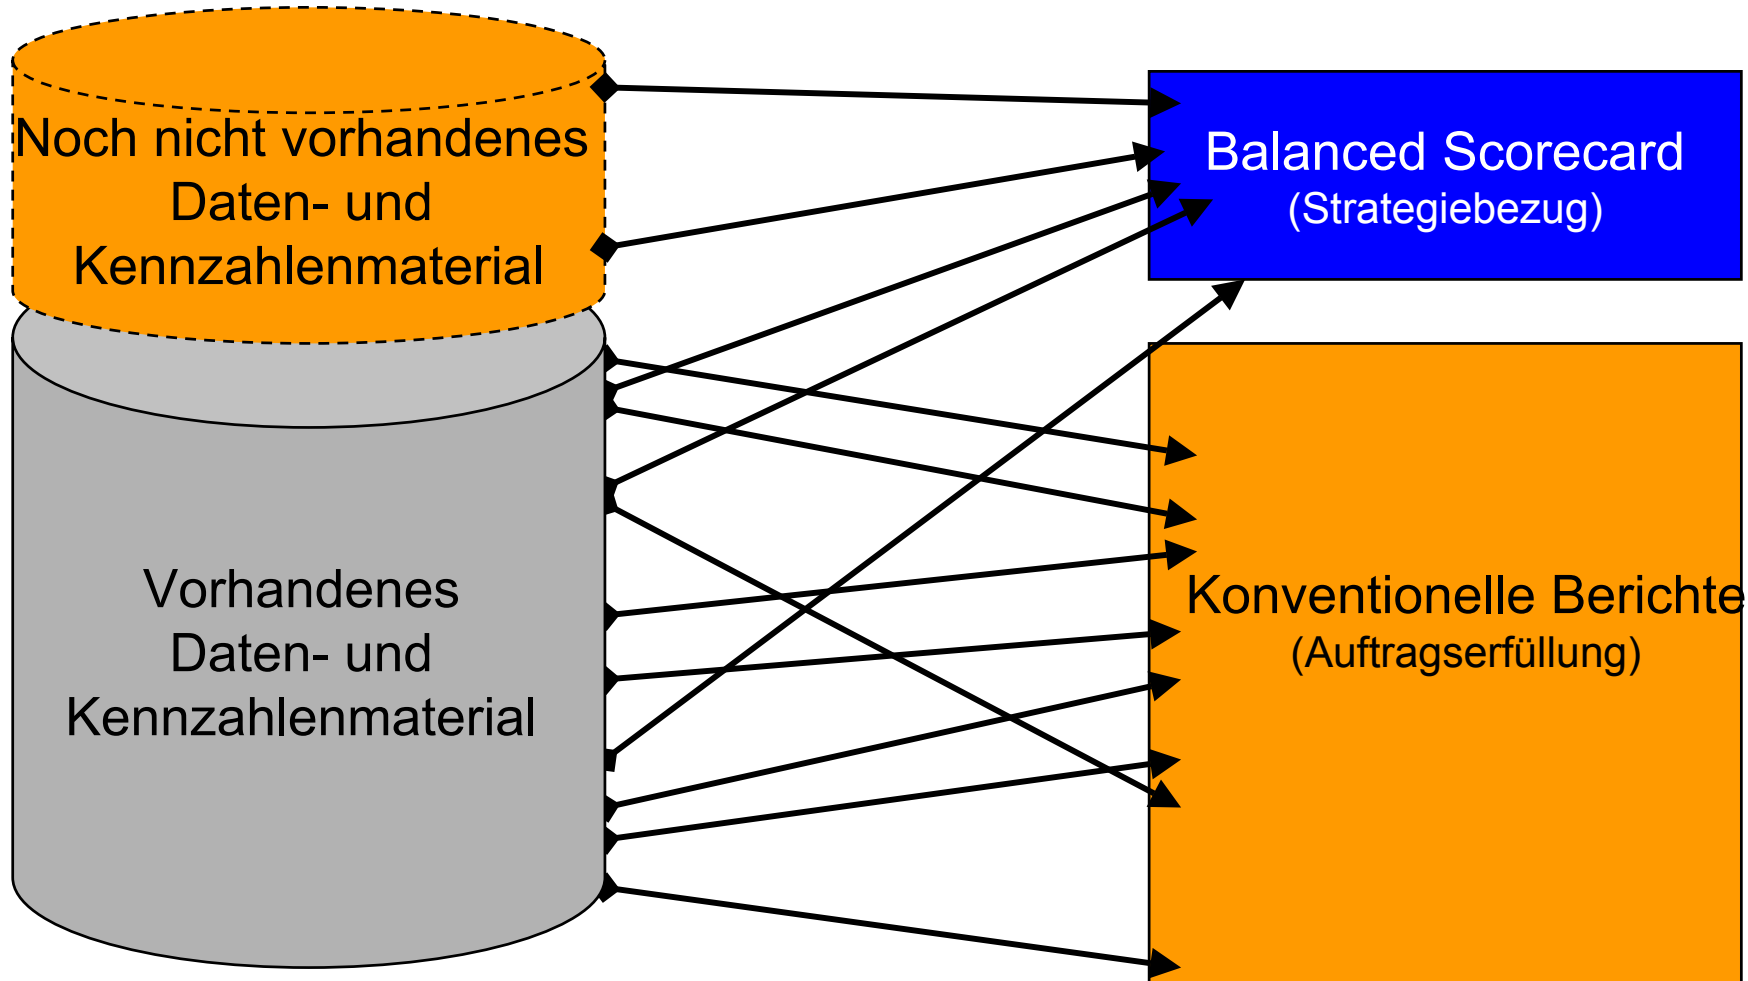 Noch nicht vorhandenes
Daten- und
Kennzahlenmaterial
Balanced Scorecard
(Strategiebezug)
Vorhandenes
Daten- und
Kennzahlenmaterial
Konventionelle Berichte
(Auftragserfüllung)